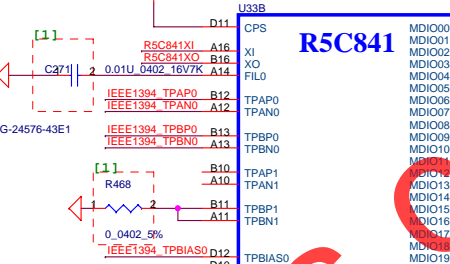 U33B
[1]
D11 CPS R5C841 MDIO00
MDIO01
R5C841XI A16 XI MDIO02
R5C841XO B16 XO MDIO03
C271 2 0.01U_0402_16V7K A14 FIL0 MDIO04
MDIO05
IEEE1394_TPAP0 B12 TPAP0 MDIO06
IEEE1394_TPAN0 A12 TPAN0 MDIO07
G-24576-43E1 MDIO08
IEEE1394_TPBP0 B13 TPBP0 MDIO09
IEEE1394_TPBN0 A13 TPBN0 MDIO10
MDIO11
[1] B10 TPAP1 MDIO12
R468 A10 TPAN1 MDIO13
MDIO14
1 2 B11 TPBP1 MDIO15
A11 TPBN1 MDIO16
MDIO17
0_0402_5% MDIO18
IEEE1394_TPBIAS0 D12 TPBIAS0 MDIO19